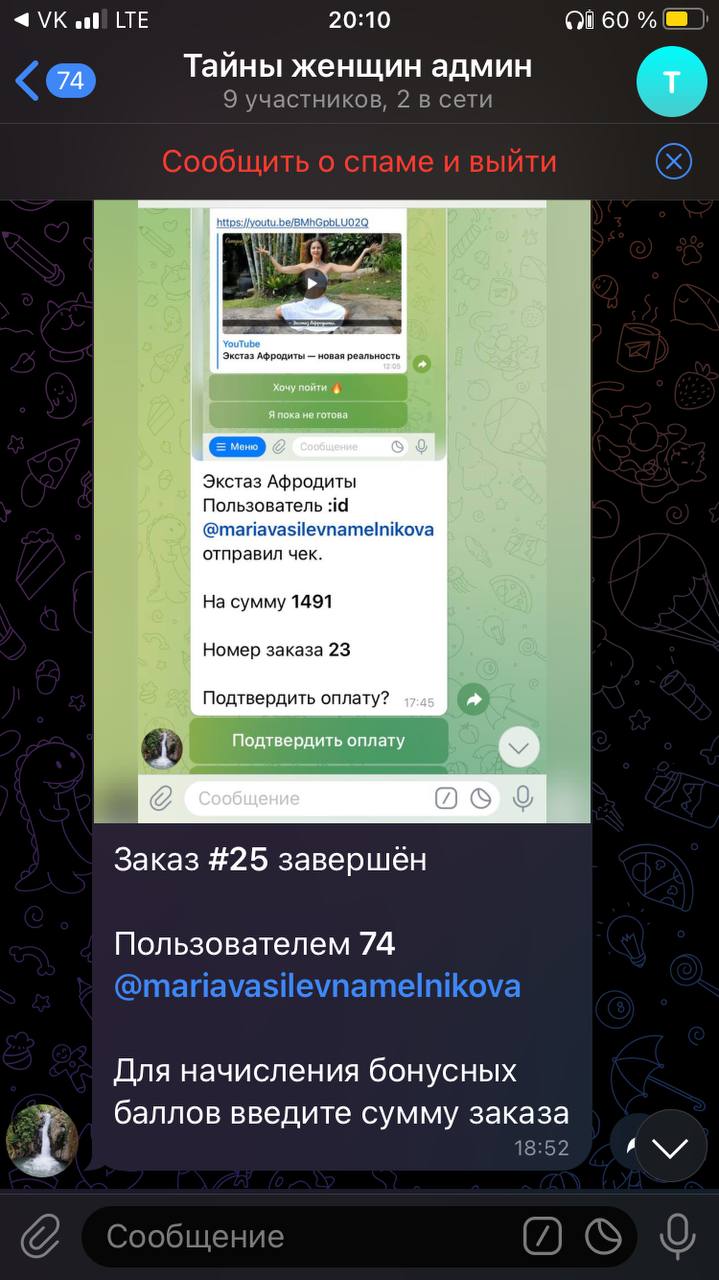 VK LTE 20:10 60 %
74
Тайны женщин админ
9 участников, 2 в сети
T
Сообщить о спаме и выйти
https://youtu.be/BMhGpbLU02Q
YouTube
Экстаз Афродиты — новая реальность
12:05
Хочу пойти 🔥
Я пока не готова
Меню
Сообщение
Экстаз Афродиты
Пользователь :id
@mariavasilevnamelnikova
отправил чек.
На сумму 1491
Номер заказа 23
Подтвердить оплату?
17:45
Подтвердить оплату
Сообщение
Заказ #25 завершён
Пользователем 74
@mariavasilevnamelnikova
Для начисления бонусных
баллов введите сумму заказа
18:52
Сообщение